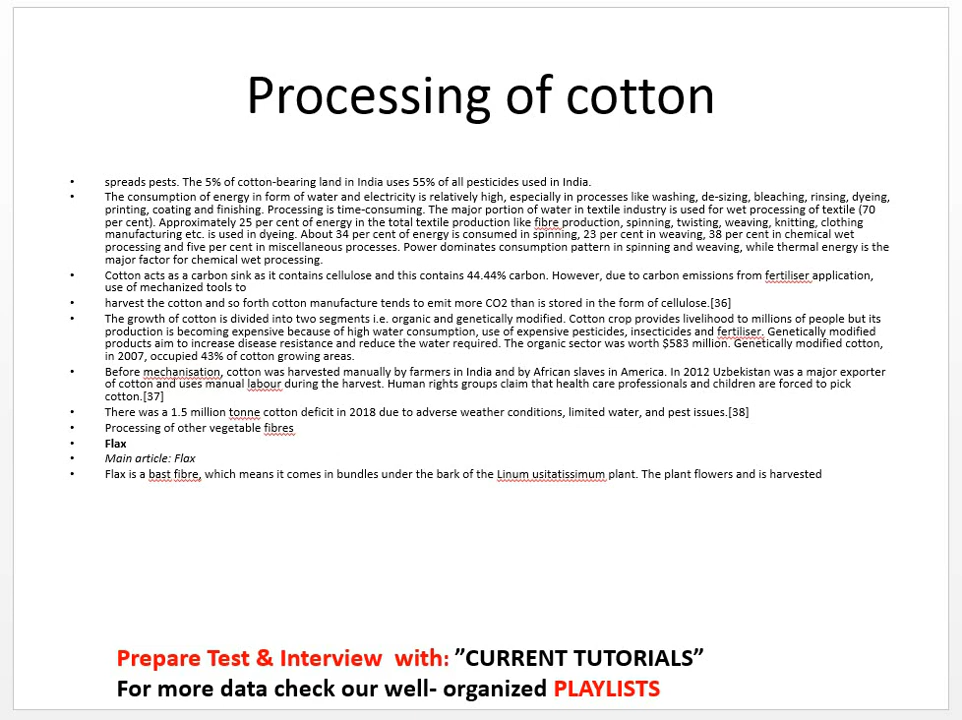 Processing of cotton
• spreads pests. The 5% of cotton-bearing land in India uses 55% of all pesticides used in India.
• The consumption of energy in form of water and electricity is relatively high, especially in processes like washing, de-sizing, bleaching, rinsing, dyeing,
printing, coating and finishing. Processing is time-consuming. The major portion of water in textile industry is used for wet processing of textile (70
per cent). Approximately 25 per cent of energy in the total textile production like fibre production, spinning, twisting, weaving, knitting, clothing
manufacturing etc. is used in dyeing. About 34 per cent of energy is consumed in spinning, 23 per cent in weaving, 38 per cent in chemical wet
processing and five per cent in miscellaneous processes. Power dominates consumption pattern in spinning and weaving, while thermal energy is the
major factor for chemical wet processing.
• Cotton acts as a carbon sink as it contains cellulose and this contains 44.44% carbon. However, due to carbon emissions from fertiliser application,
use of mechanized tools to
• harvest the cotton and so forth cotton manufacture tends to emit more CO2 than is stored in the form of cellulose.[36]
• The growth of cotton is divided into two segments i.e. organic and genetically modified. Cotton crop provides livelihood to millions of people but its
production is becoming expensive because of high water consumption, use of expensive pesticides, insecticides and fertiliser. Genetically modified
products aim to increase disease resistance and reduce the water required. The organic sector was worth $583 million. Genetically modified cotton,
in 2007, occupied 43% of cotton growing areas.
• Before mechanisation, cotton was harvested manually by farmers in India and by African slaves in America. In 2012 Uzbekistan was a major exporter
of cotton and uses manual labour during the harvest. Human rights groups claim that health care professionals and children are forced to pick
cotton.[37]
• There was a 1.5 million tonne cotton deficit in 2018 due to adverse weather conditions, limited water, and pest issues.[38]
• Processing of other vegetable fibres
• Flax
• Main article: Flax
• Flax is a bast fibre, which means it comes in bundles under the bark of the Linum usitatissimum plant. The plant flowers and is harvested
Prepare Test & Interview with: ”CURRENT TUTORIALS”
For more data check our well- organized PLAYLISTS